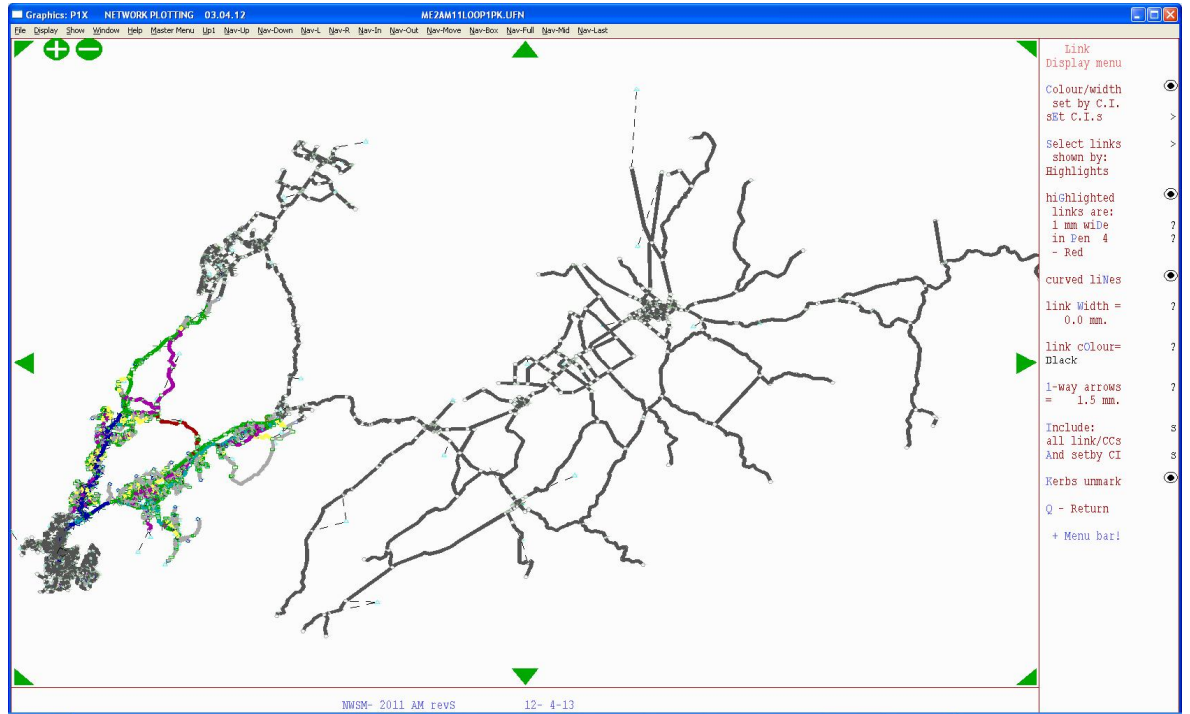 Graphics: P1X NETWORK PLOTTING 03.04.12 ME2AM11LOOP1PK.UFN
File Display Show Window Help Master Menu Up1 Nav-Up Nav-Down Nav-L Nav-R Nav-In Nav-Out Nav-Move Nav-Box Nav-Full Nav-Mid Nav-Last
Link
Display menu
Colour/width
set by C.I.
sEt C.I.s >
Select links >
shown by:
Highlights
hiGhlighted
links are:
1 mm wiDe ?
in Pen 4 ?
- Red
curved liNes
link Width = ?
0.0 mm.
link cOlour= ?
Black
1-way arrows ?
= 1.5 mm.
Include: s
all link/CCs
And setby CI s
Kerbs unmark
Q - Return
+ Menu bar!
NWSM- 2011 AM revS 12- 4-13